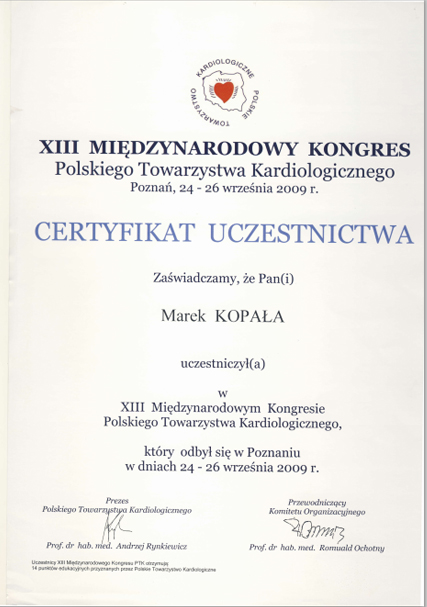 KARDIOLOGICZNE
POLSKIE
TOWARZYSTWO
XIII MIĘDZYNARODOWY KONGRES
Polskiego Towarzystwa Kardiologicznego
Poznań, 24 - 26 września 2009 r.
CERTYFIKAT UCZESTNICTWA
Zaświadczamy, że Pan(i)
Marek KOPAŁA
uczestniczył(a)
w
XIII Międzynarodowym Kongresie
Polskiego Towarzystwa Kardiologicznego,
który odbył się w Poznaniu
w dniach 24 - 26 września 2009 r.
Prezes
Polskiego Towarzystwa Kardiologicznego
Prof. dr hab. med. Andrzej Rynkiewicz
Przewodniczący
Komitetu Organizacyjnego
Prof. dr hab. med. Romuald Ochotny
Uczestnicy XIII Międzynarodowego Kongresu PTK otrzymują
14 punktów edukacyjnych przyznanych przez Polskie Towarzystwo Kardiologiczne